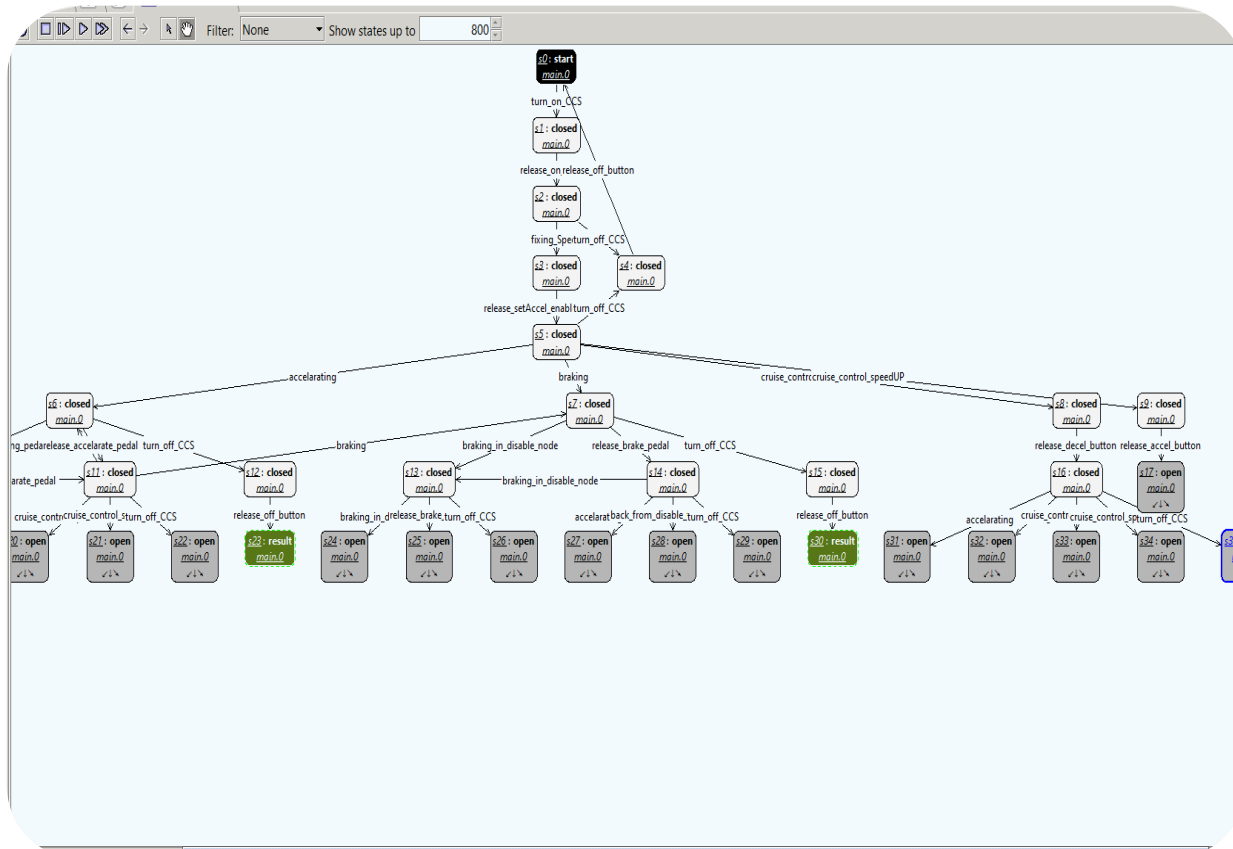 Filter: None Show states up to 800
s0 : start
main.0
turn_on_CCS
s1 : closed
main.0
release_on release_off_button
s2 : closed
main.0
fixing_Spe turn_off_CCS
s3 : closed s4 : closed
main.0 main.0
release_setAccel_enabl turn_off_CCS
s5 : closed
main.0
accelarating braking cruise_contr cruise_control_speedUP
s6 : closed s7 : closed s8 : closed s9 : closed
main.0 main.0 main.0 main.0
ng_peda release_accelarate_pedal turn_off_CCS braking braking_in_disable_node release_brake_pedal turn_off_CCS release_decel_button release_accel_button
s11 : closed s12 : closed s13 : closed s14 : closed s15 : closed s16 : closed s17 : open
arate_pedal main.0 main.0 main.0 braking_in_disable_node main.0 main.0 main.0 main.0
cruise_contr cruise_control_s turn_off_CCS release_off_button braking_in_d release_brake_ turn_off_CCS accelarat back_from_disable_ turn_off_CCS release_off_button accelarating cruise_contr cruise_control_sp turn_off_CCS
20 : open s21 : open s22 : open s23 : result s24 : open s25 : open s26 : open s27 : open s28 : open s29 : open s30 : result s31 : open s32 : open s33 : open s34 : open
main.0 main.0 main.0 main.0 main.0 main.0 main.0 main.0 main.0 main.0 main.0 main.0 main.0 main.0 main.0